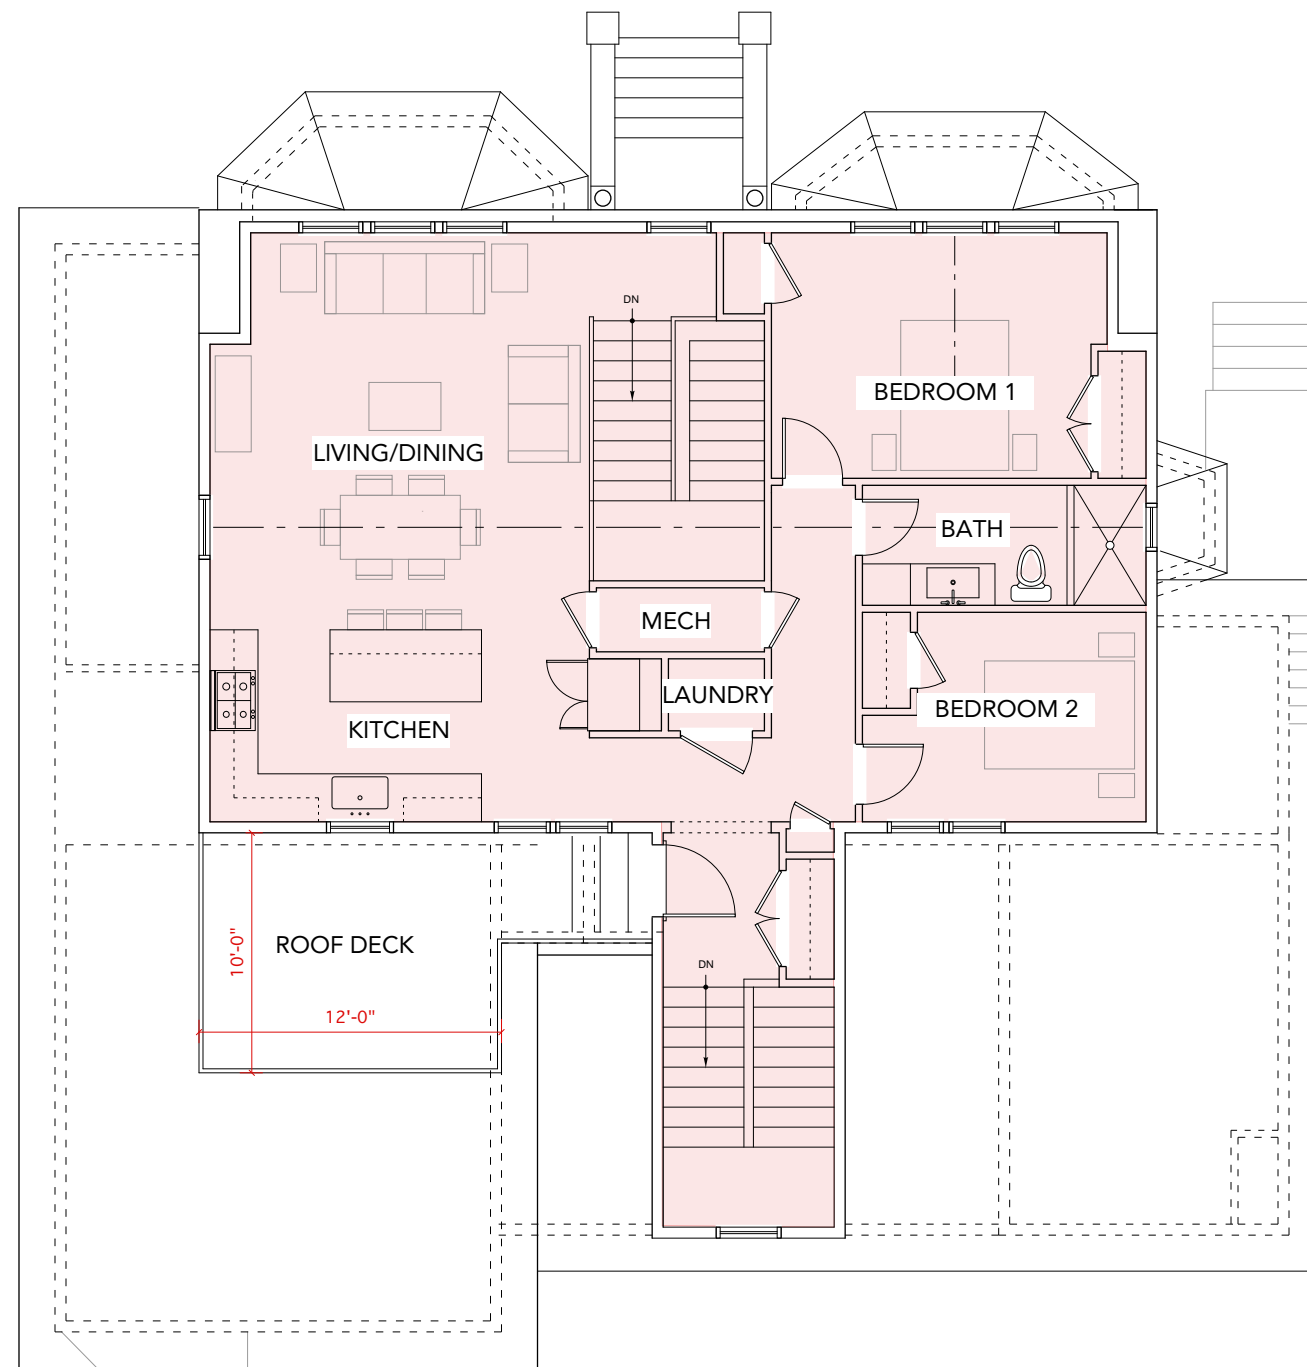 DN
BEDROOM 1
LIVING/DINING
BATH
MECH
LAUNDRY
BEDROOM 2
KITCHEN
ROOF DECK
10'-0"
DN
12'-0"